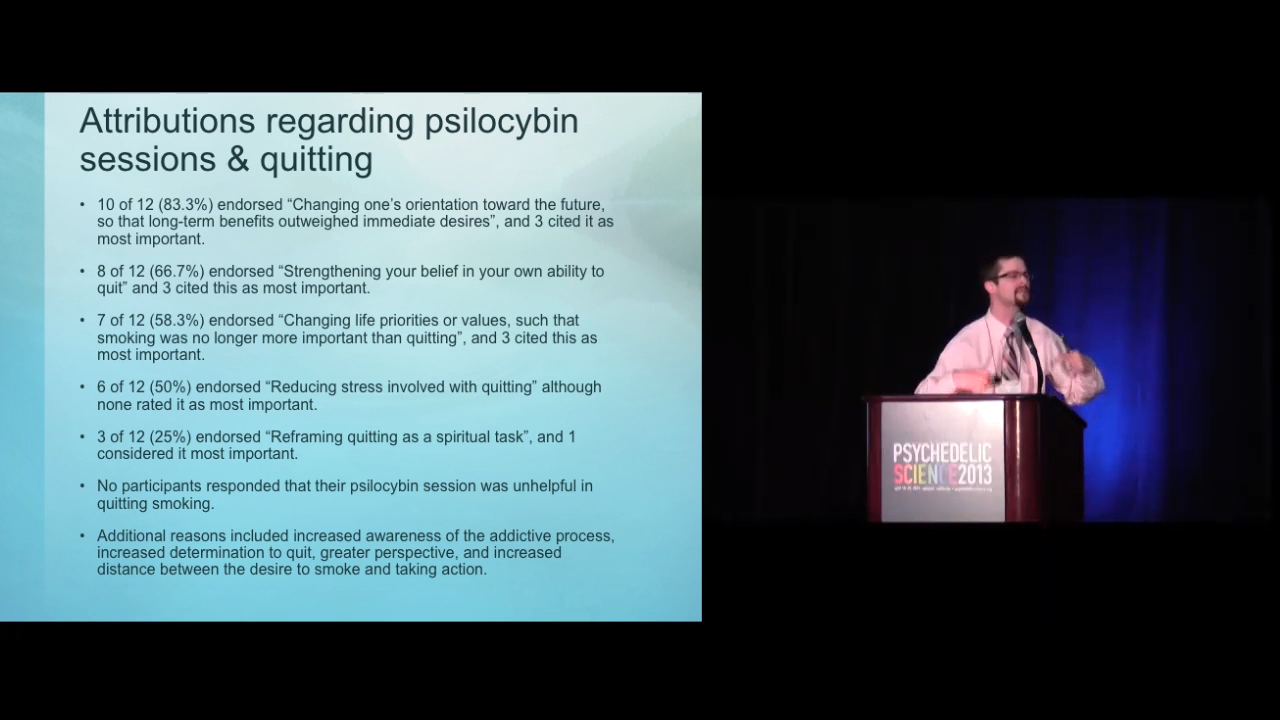 Attributions regarding psilocybin
sessions & quitting
• 10 of 12 (83.3%) endorsed “Changing one’s orientation toward the future,
so that long-term benefits outweighed immediate desires”, and 3 cited it as
most important.
• 8 of 12 (66.7%) endorsed “Strengthening your belief in your own ability to
quit” and 3 cited this as most important.
• 7 of 12 (58.3%) endorsed “Changing life priorities or values, such that
smoking was no longer more important than quitting”, and 3 cited this as
most important.
• 6 of 12 (50%) endorsed “Reducing stress involved with quitting” although
none rated it as most important.
• 3 of 12 (25%) endorsed “Reframing quitting as a spiritual task”, and 1
considered it most important.
• No participants responded that their psilocybin session was unhelpful in
quitting smoking.
• Additional reasons included increased awareness of the addictive process,
increased determination to quit, greater perspective, and increased
distance between the desire to smoke and taking action.
PSYCHEDELIC
SCIENCE2013